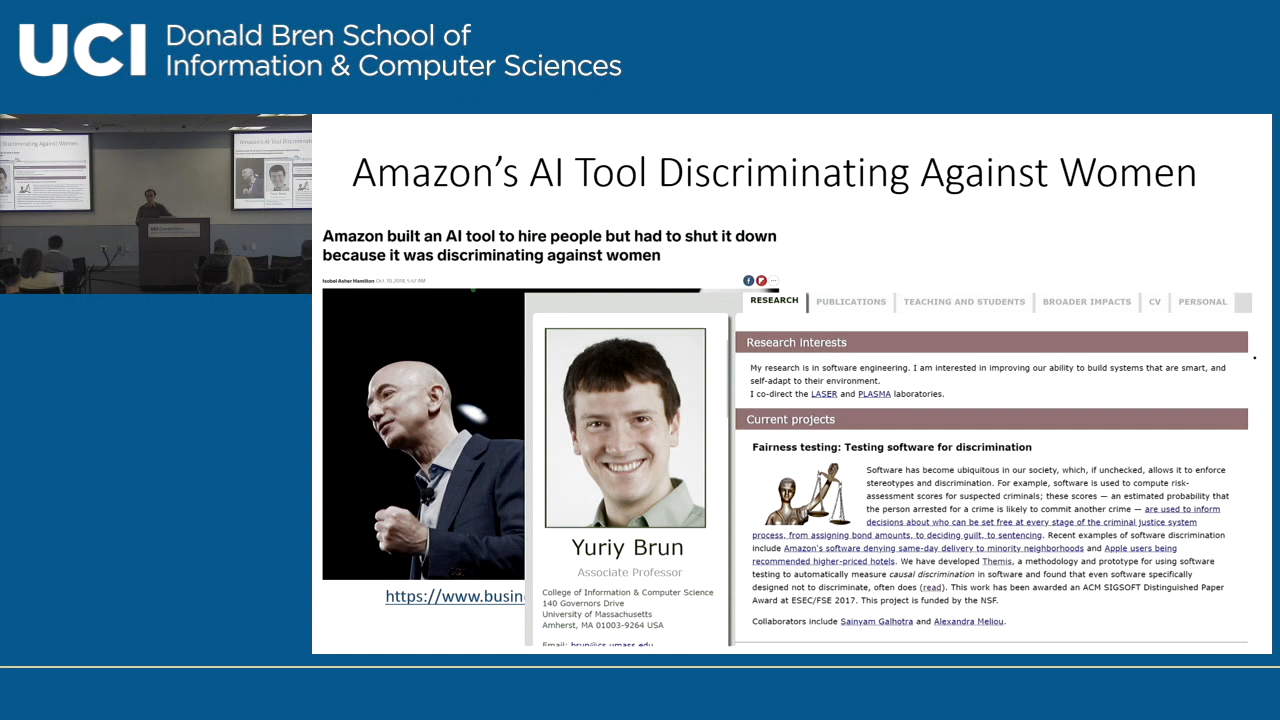 UCI Donald Bren School of
Information & Computer Sciences
Amazon's AI Tool Discriminating Against Women
Amazon built an AI tool to hire people but had to shut it down
because it was discriminating against women
Isobel Asher Hamilton Oct. 10, 2018, 5:47 AM
RESEARCH
PUBLICATIONS
TEACHING AND STUDENTS
BROADER IMPACTS
CV
PERSONAL
Research interests
My research is in software engineering. I am interested in improving our ability to build systems that are smart, and
self-adapt to their environment.
I co-direct the LASER and PLASMA laboratories.
Current projects
Fairness testing: Testing software for discrimination
Software has become ubiquitous in our society, which, if unchecked, allows it to enforce
stereotypes and discrimination. For example, software is used to compute risk-
assessment scores for suspected criminals; these scores — an estimated probability that
the person arrested for a crime is likely to commit another crime — are used to inform
decisions about who can be set free at every stage of the criminal justice system
process, from assigning bond amounts, to deciding guilt, to sentencing. Recent examples of software discrimination
include Amazon's software denying same-day delivery to minority neighborhoods and Apple users being
recommended higher-priced hotels. We have developed Themis, a methodology and prototype for using software
testing to automatically measure causal discrimination in software and found that even software specifically
designed not to discriminate, often does (read). This work has been awarded an ACM SIGSOFT Distinguished Paper
Award at ESEC/FSE 2017. This project is funded by the NSF.
Collaborators include Sainyam Galhotra and Alexandra Meliou.
Yuriy Brun
Associate Professor
College of Information & Computer Science
140 Governors Drive
University of Massachusetts
Amherst, MA 01003-9264 USA
Email: brun@cs.umass.edu
https://www.busin